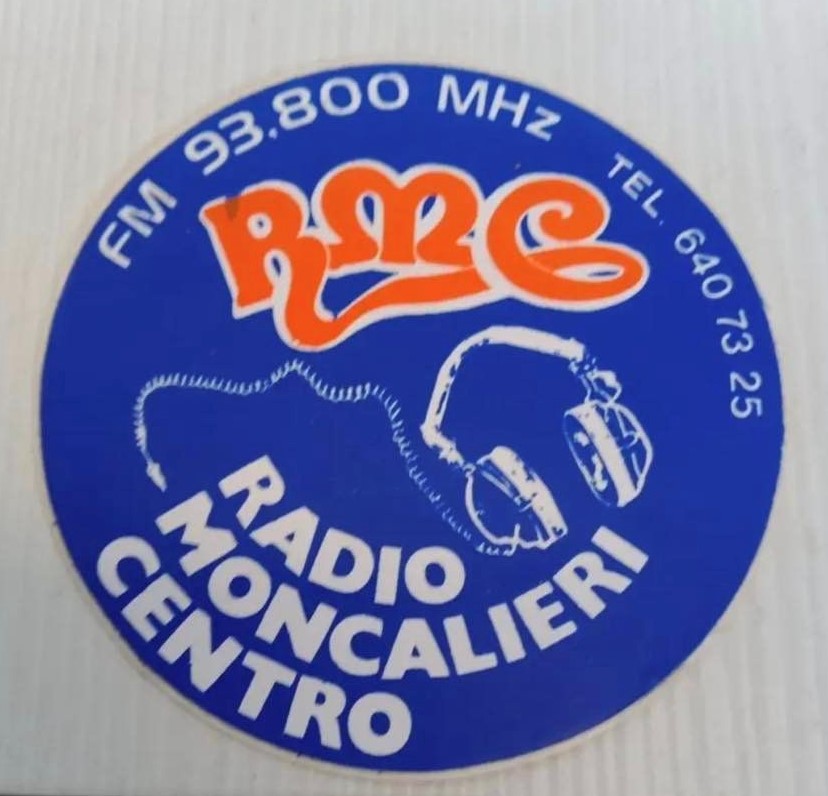 FM 93.800 MHz
TEL. 640 73 25
RMC
RADIO
MONCALIERI
CENTRO